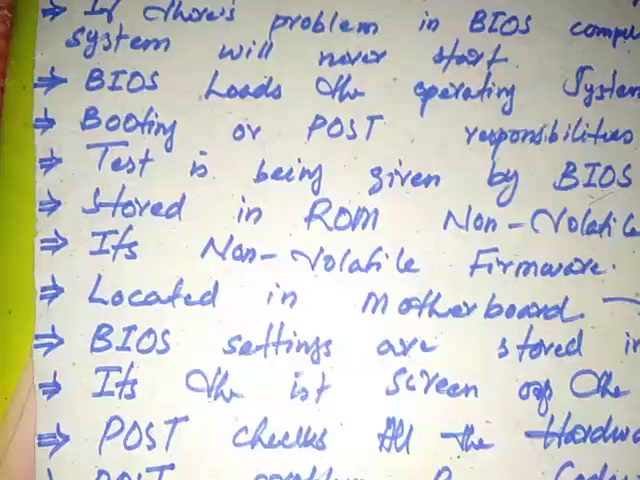 ⇒ If there's problem in BIOS
system will never start.
⇒ BIOS Loads the operating System
⇒ Booting or POST responsibilities
⇒ Test is being given by BIOS
⇒ Stored in ROM Non-Volatile
⇒ Its Non-Volatile Firmware.
⇒ Located in motherboard
⇒ BIOS settings are stored in
⇒ Its the 1st Screen of the
⇒ POST checks All the
POST